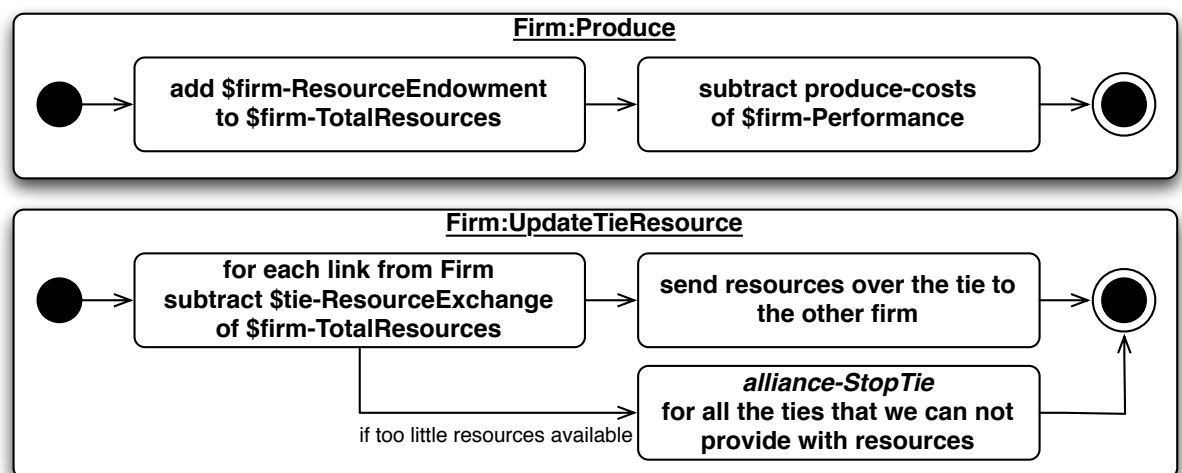 Firm:Produce
add $firm-ResourceEndowment
to $firm-TotalResources
subtract produce-costs
of $firm-Performance
Firm:UpdateTieResource
for each link from Firm
subtract $tie-ResourceExchange
of $firm-TotalResources
send resources over the tie to
the other firm
if too little resources available
alliance-StopTie
for all the ties that we can not
provide with resources